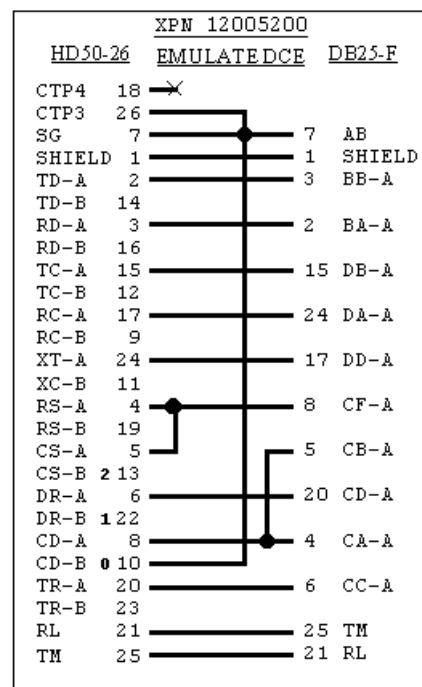 XPN 12005200
HD50-26 EMULATE DCE DB25-F
CTP4 18
CTP3 26
SG 7 7 AB
SHIELD 1 1 SHIELD
TD-A 2 3 BB-A
TD-B 14
RD-A 3 2 BA-A
RD-B 16
TC-A 15 15 DB-A
TC-B 12
RC-A 17 24 DA-A
RC-B 9
XT-A 24 17 DD-A
XC-B 11
RS-A 4 8 CF-A
RS-B 19
CS-A 5 5 CB-A
CS-B 2 13
DR-A 6 20 CD-A
DR-B 1 22
CD-A 8 4 CA-A
CD-B 0 10
TR-A 20 6 CC-A
TR-B 23
RL 21 25 TM
TM 25 21 RL